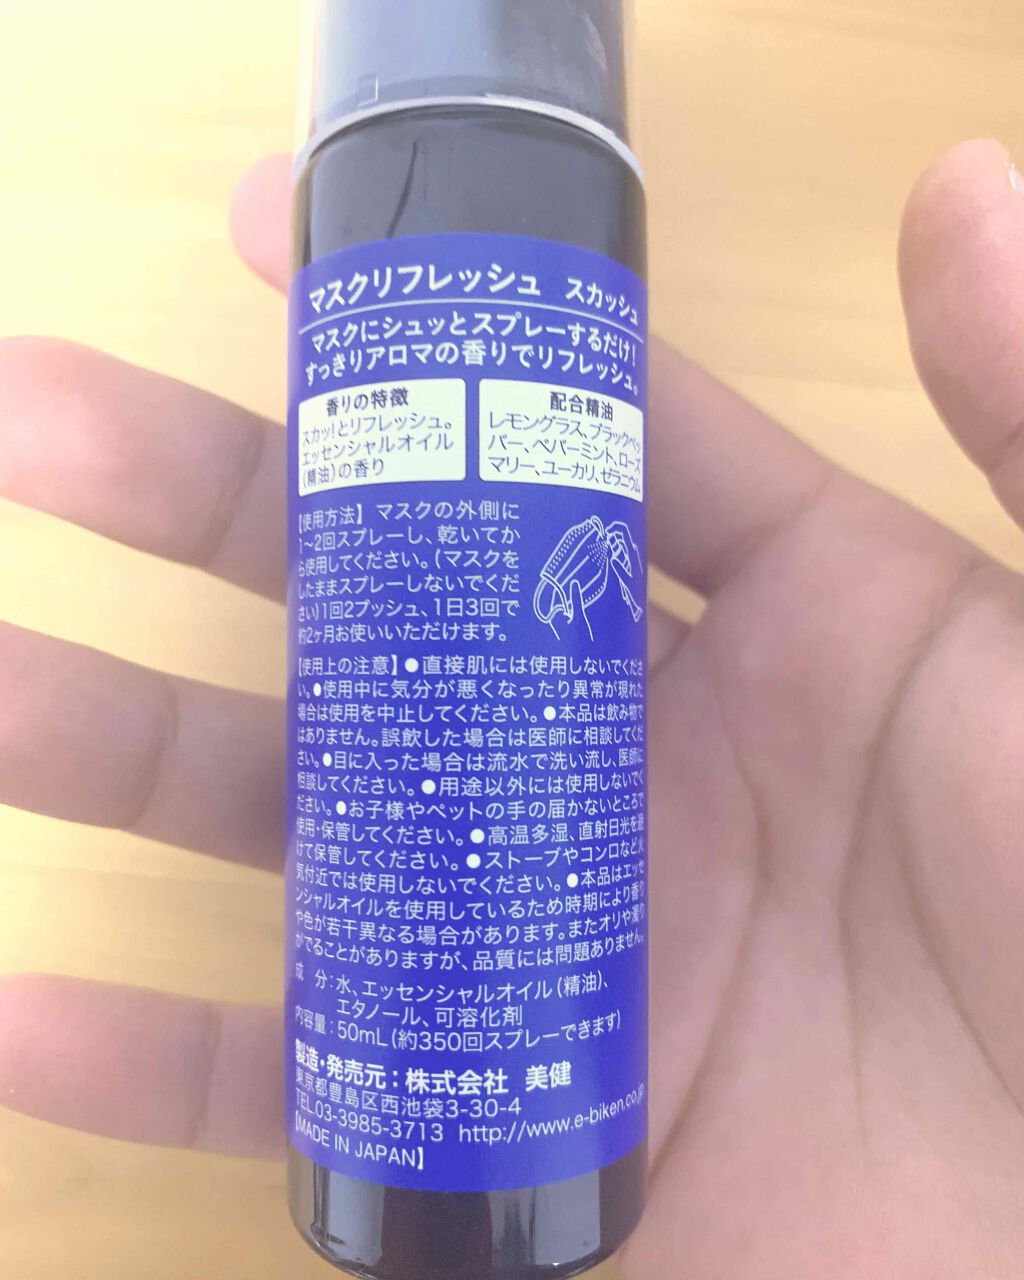 マスクリフレッシュ スカッシュ
マスクにシュッとスプレーするだけ!
すっきりアロマの香りでリフレッシュ。
香りの特徴
スカッ!とリフレッシュ。
エッセンシャルオイル
(精油)の香り
配合精油
レモングラス、ブラックペッ
パー、ペパーミント、ローズ
マリー、ユーカリ、ゼラニウム
【使用方法】マスクの外側に
1〜2回スプレーし、乾いてか
ら使用してください。(マスクを
したままスプレーしないでくだ
さい)1回2プッシュ、1日3回で
約2ヶ月お使いいただけます。
【使用上の注意】●直接肌には使用しないでくださ
い。●使用中に気分が悪くなったり異常が現れた
場合は使用を中止してください。●本品は飲み物で
はありません。誤飲した場合は医師に相談してくだ
さい。●目に入った場合は流水で洗い流し、医師に
相談してください。●用途以外には使用しないでく
ださい。●お子様やペットの手の届かないところで
使用・保管してください。●高温多湿、直射日光を避
けて保管してください。●ストーブやコンロなど火
気付近では使用しないでください。●本品はエッセ
ンシャルオイルを使用しているため時期により香り
や色が若干異なる場合があります。またオリや濁り
がでることがありますが、品質には問題ありません。
成 分:水、エッセンシャルオイル(精油)、
エタノール、可溶化剤
内容量:50mL(約350回スプレーできます)
製造・発売元:株式会社 美健
東京都豊島区西池袋3-30-4
TEL.03-3985-3713 http://www.e-biken.co.jp
【MADE IN JAPAN】